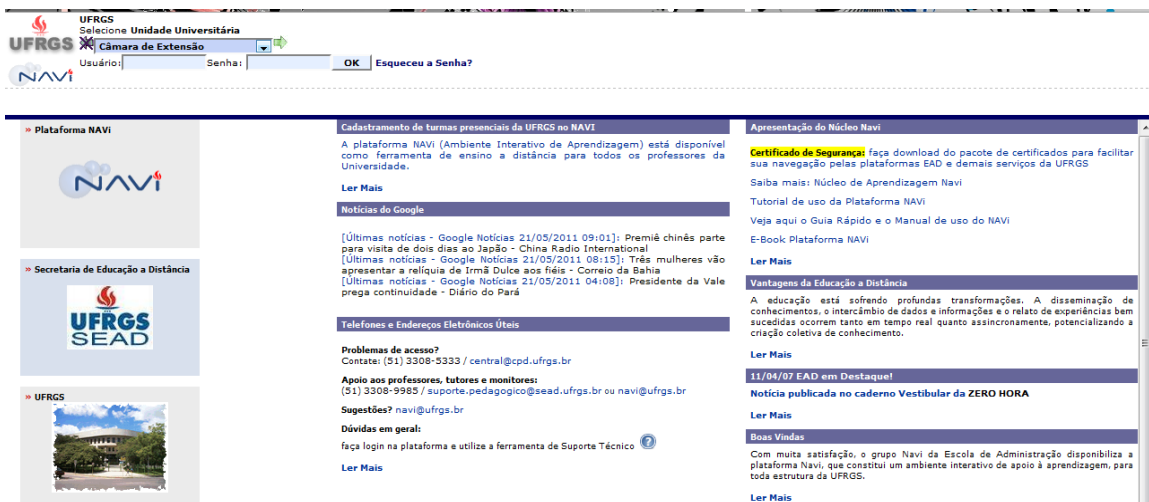 UFRGS
Selecione Unidade Universitária
UFRGS
Câmara de Extensão
Usuário:
Senha:
OK
Esqueceu a Senha?
NAVi
» Plataforma NAVi
NAVi
» Secretaria de Educação a Distância
UFRGS
SEAD
» UFRGS
Cadastramento de turmas presenciais da UFRGS no NAVI
A plataforma NAVi (Ambiente Interativo de Aprendizagem) está disponível
como ferramenta de ensino a distância para todos os professores da
Universidade.
Ler Mais
Notícias do Google
[Últimas notícias - Google Notícias 21/05/2011 09:01]: Premiê chinês parte
para visita de dois dias ao Japão - China Radio International
[Últimas notícias - Google Notícias 21/05/2011 08:15]: Três mulheres vão
apresentar a relíquia de Irmã Dulce aos fiéis - Correio da Bahia
[Últimas notícias - Google Notícias 21/05/2011 04:08]: Presidente da Vale
prega continuidade - Diário do Pará
Telefones e Endereços Eletrônicos Úteis
Problemas de acesso?
Contate: (51) 3308-5333 / central@cpd.ufrgs.br
Apoio aos professores, tutores e monitores:
(51) 3308-9985 / suporte.pedagogico@sead.ufrgs.br ou navi@ufrgs.br
Sugestões? navi@ufrgs.br
Dúvidas em geral:
faça login na plataforma e utilize a ferramenta de Suporte Técnico ?
Ler Mais
Apresentação do Núcleo Navi
Certificado de Segurança: faça download do pacote de certificados para facilitar
sua navegação pelas plataformas EAD e demais serviços da UFRGS
Saiba mais: Núcleo de Aprendizagem Navi
Tutorial de uso da Plataforma NAVi
Veja aqui o Guia Rápido e o Manual de uso do NAVi
E-Book Plataforma NAVi
Ler Mais
Vantagens da Educação a Distância
A educação está sofrendo profundas transformações. A disseminação de
conhecimentos, o intercâmbio de dados e informações e o relato de experiências bem
sucedidas ocorrem tanto em tempo real quanto assincronamente, potencializando a
criação coletiva de conhecimento.
Ler Mais
11/04/07 EAD em Destaque!
Notícia publicada no caderno Vestibular da ZERO HORA
Ler Mais
Boas Vindas
Com muita satisfação, o grupo Navi da Escola de Administração disponibiliza a
plataforma Navi, que constitui um ambiente interativo de apoio à aprendizagem, para
toda estrutura da UFRGS.
Ler Mais